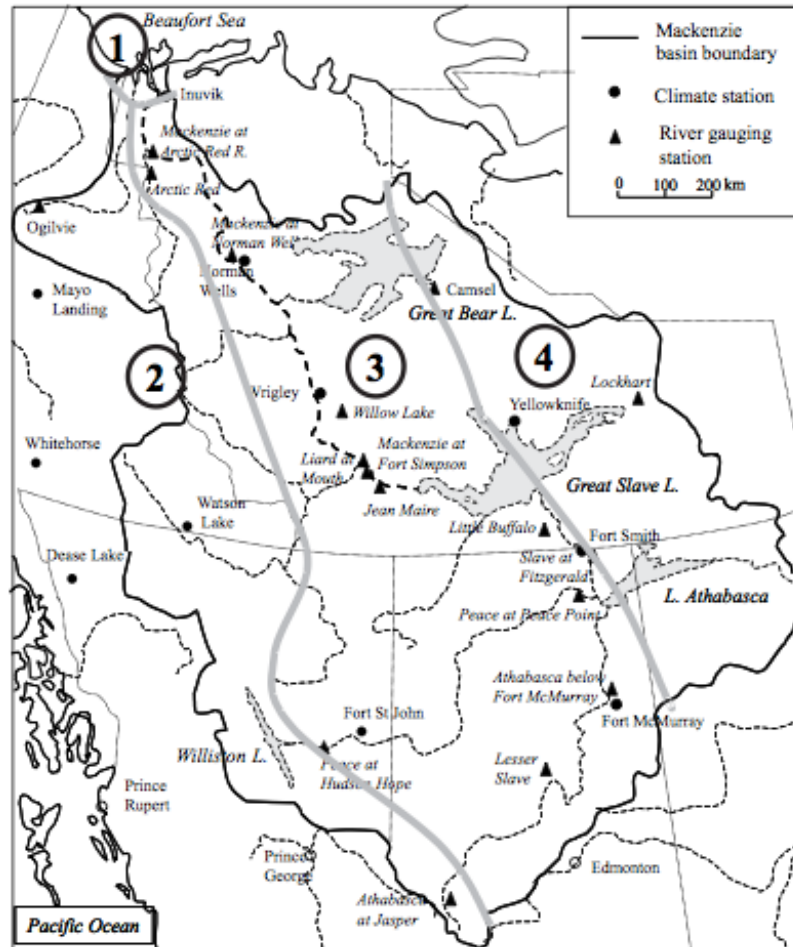 Beaufort Sea
1
Inuvik
Mackenzie at
Arctic Red R.
Arctic Red
Ogilvie
Mackenzie at
Norman Well
Norman
Wells
Mayo
Landing
Camsel
Great Bear L.
2
3
4
Wrigley
Willow Lake
Lockhart
Yellowknife
Whitehorse
Mackenzie at
Fort Simpson
Liard at
Mouth
Jean Maire
Great Slave L.
Watson
Lake
Little Buffalo
Fort Smith
Slave at
Fitzgerald
Dease Lake
L. Athabasca
Peace at Peace Point
Athabasca below
Fort McMurray
Fort McMurray
Fort St John
Williston L.
Peace at
Hudson Hope
Lesser
Slave
Prince
Rupert
Prince
George
Edmonton
Athabasca
at Jasper
Pacific Ocean
Mackenzie
basin boundary
Climate station
River gauging
station
0 100 200 km